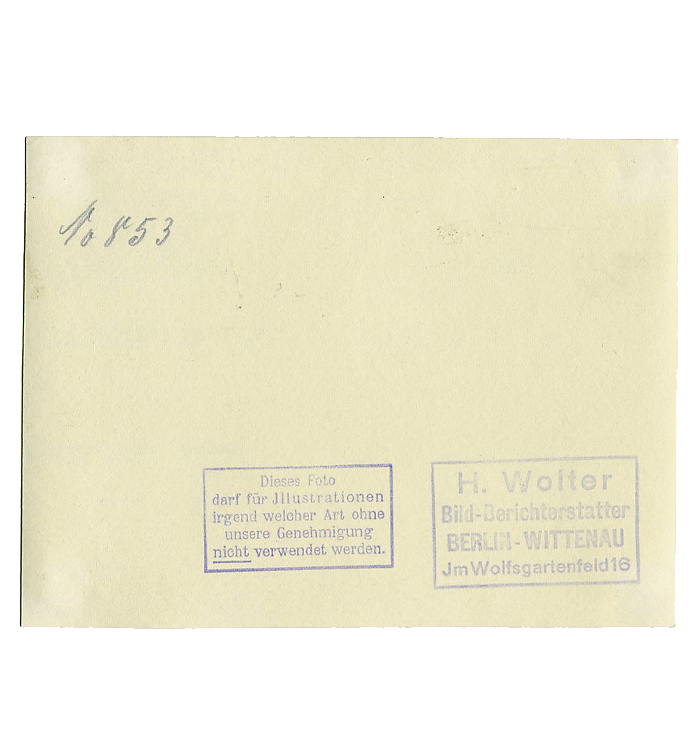 No 853
Dieses Foto
darf für Jllustrationen
irgend welcher Art ohne
unsere Genehmigung
nicht verwendet werden.
H. Wolter
Bild-Berichterstatter
BERLIN-WITTENAU
Jm Wolfsgartenfeld 16